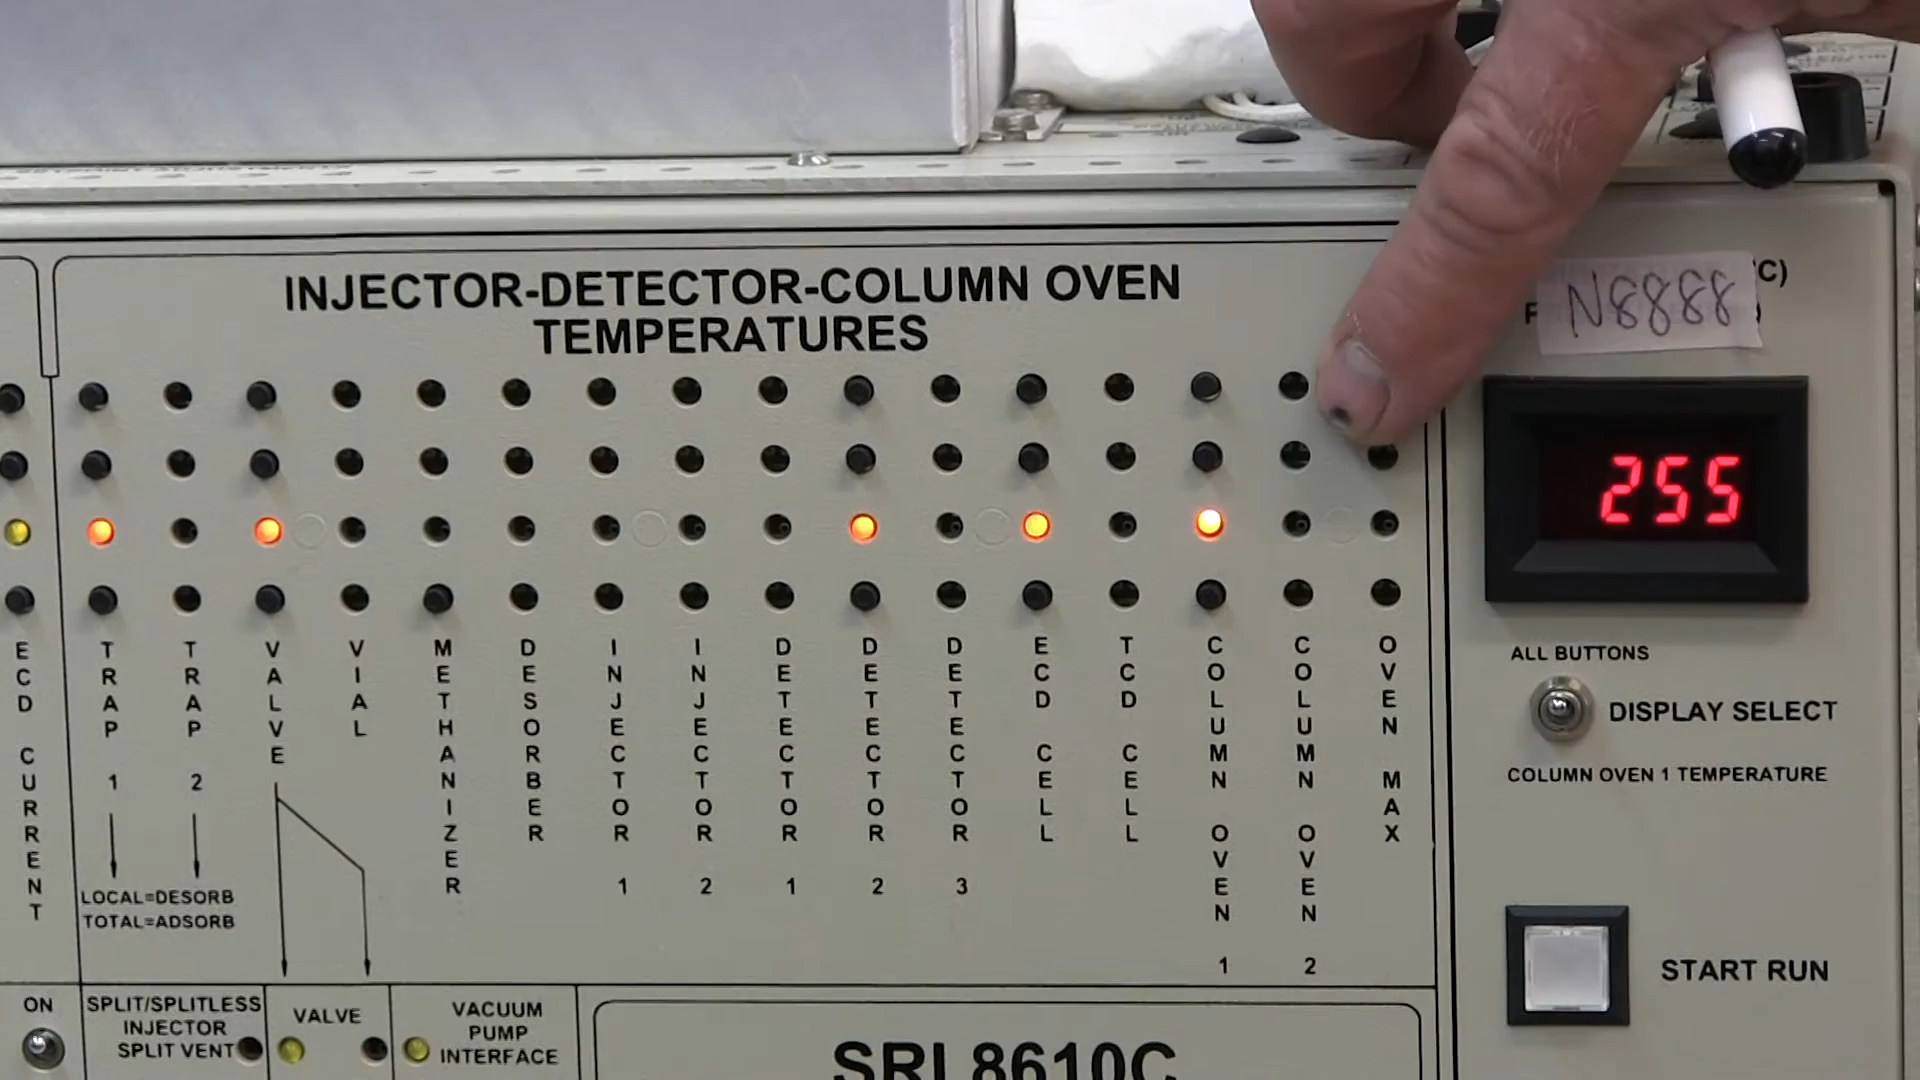 INJECTOR-DETECTOR-COLUMN OVEN
TEMPERATURES
C)
N8888
255
ECD CURRENT
TRAP 1
TRAP 2
VALVE
VIAL
METHANIZER
DESORBER
INJECTOR 1
INJECTOR 2
DETECTOR 1
DETECTOR 2
DETECTOR 3
ECD CELL
TCD CELL
COLUMN OVEN 1
COLUMN OVEN 2
OVEN MAX
ALL BUTTONS
DISPLAY SELECT
COLUMN OVEN 1 TEMPERATURE
LOCAL=DESORB
TOTAL=ADSORB
START RUN
ON
SPLIT/SPLITLESS
INJECTOR
SPLIT VENT
VALVE
VACUUM
PUMP
INTERFACE
SRI 8610C